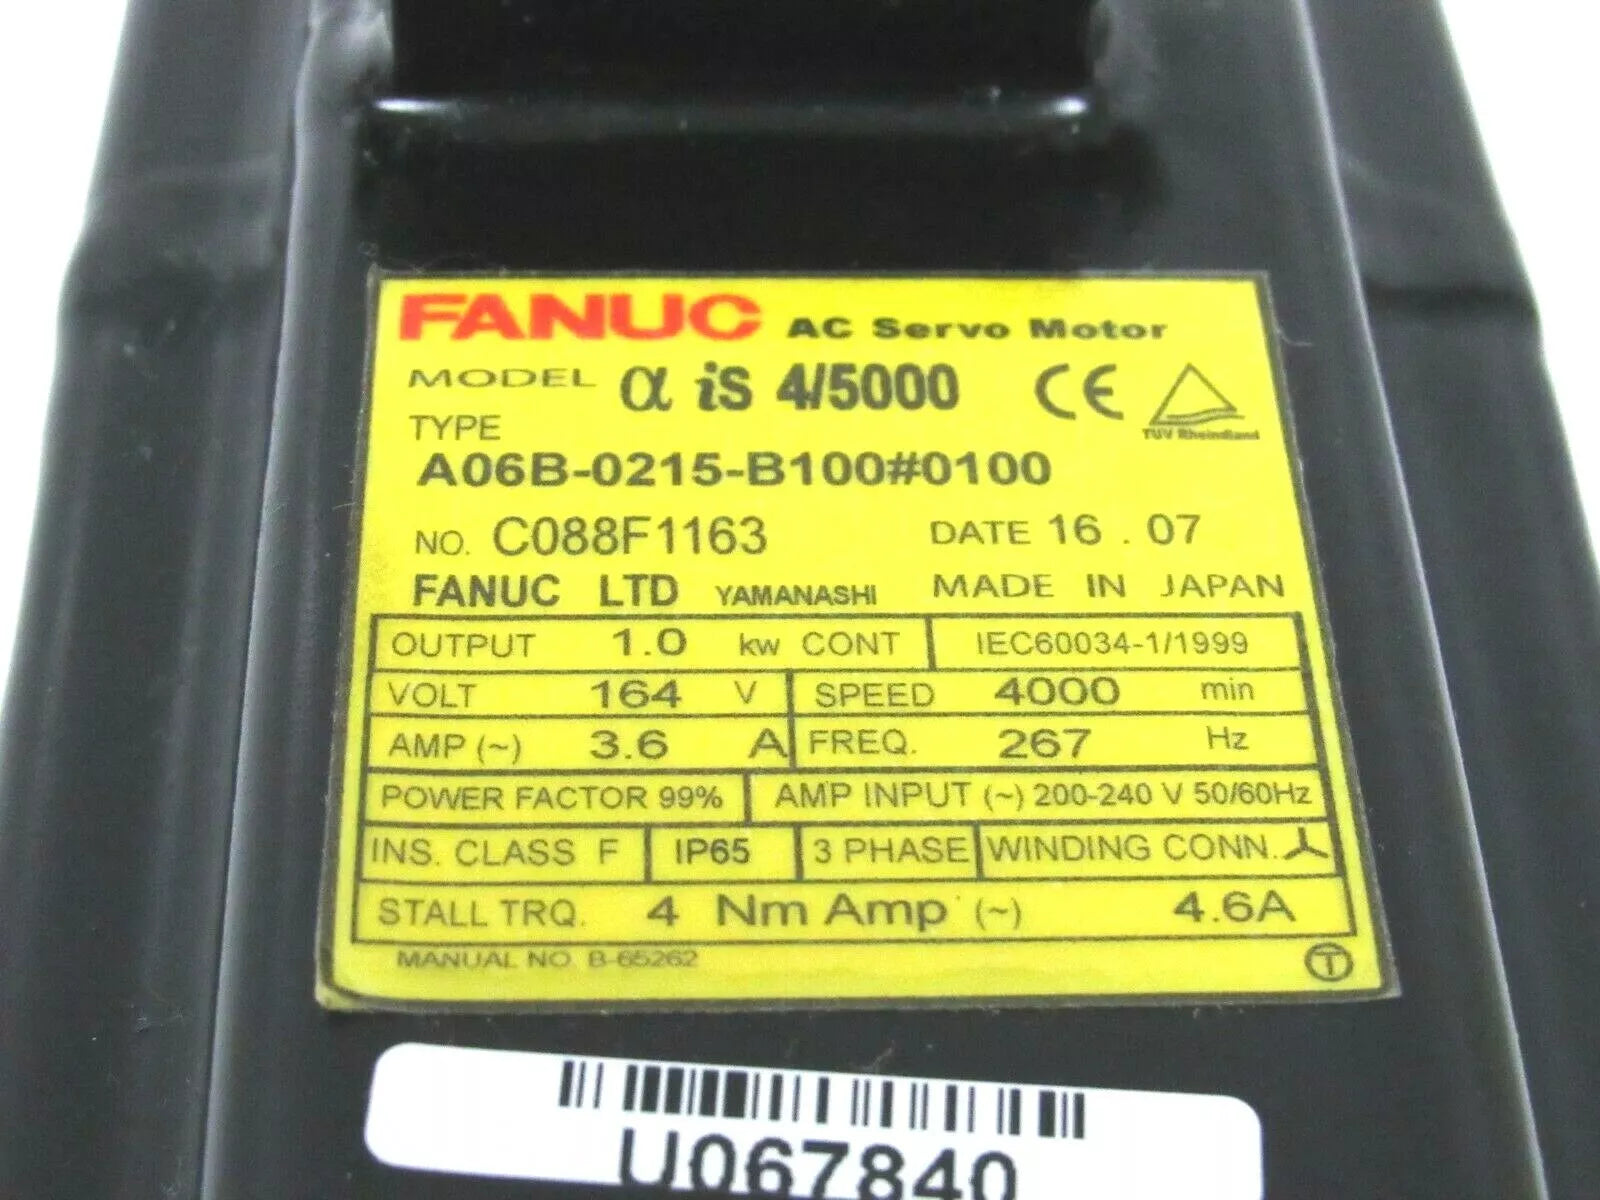 FANUC AC Servo Motor
MODEL α iS 4/5000 CE
TÜV Rheinland
TYPE
A06B-0215-B100#0100
NO. C088F1163 DATE 16 . 07
FANUC LTD YAMANASHI MADE IN JAPAN
OUTPUT 1.0 kw CONT IEC60034-1/1999
VOLT 164 V SPEED 4000 min
AMP (~) 3.6 A FREQ. 267 Hz
POWER FACTOR 99% AMP INPUT (~) 200-240 V 50/60Hz
INS. CLASS F IP65 3 PHASE WINDING CONN..
STALL TRQ. 4 Nm Amp (~) 4.6A
MANUAL NO. B-65262 T
U067840